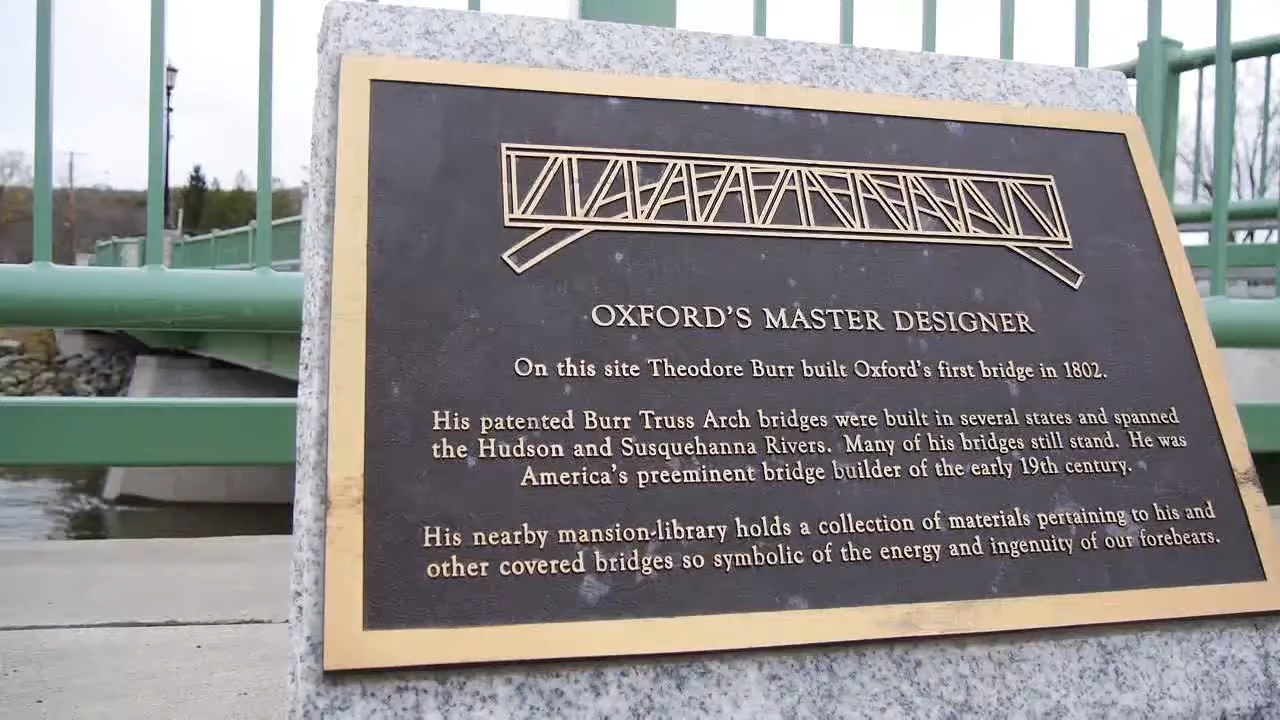 OXFORD'S MASTER DESIGNER
On this site Theodore Burr built Oxford's first bridge in 1802.
His patented Burr Truss Arch bridges were built in several states and spanned
the Hudson and Susquehanna Rivers. Many of his bridges still stand. He was
America's preeminent bridge builder of the early 19th century.
His nearby mansion-library holds a collection of materials pertaining to his and
other covered bridges so symbolic of the energy and ingenuity of our forebears.